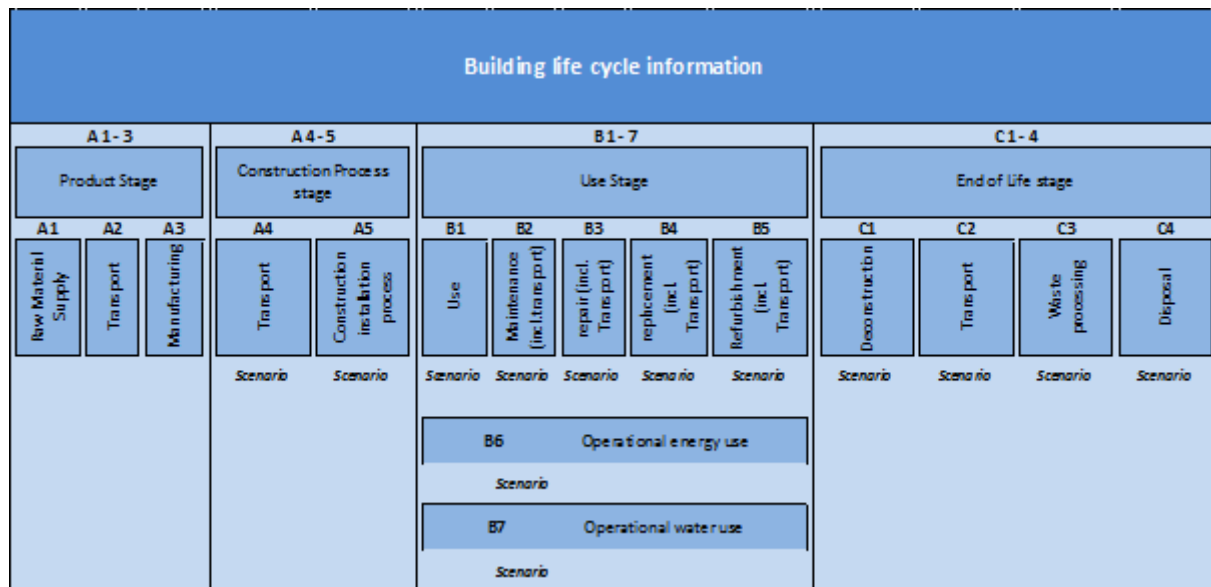 Building life cycle information
A1-3
A4-5
B1-7
C1-4
Product Stage
Construction Process
stage
Use Stage
End of Life stage
A1
A2
A3
A4
A5
B1
B2
B3
B4
B5
C1
C2
C3
C4
Raw Material
Supply
Transport
Manufacturing
Transport
Construction
installation
process
Use
Maintenance
(incl.transport)
repair (incl.
Transport)
replacement
(incl.
Transport)
Refurbishment
(incl
Transport)
Deconstruction
Transport
Waste
processing
Disposal
Scenario
Scenario
Scenario
Scenario
Scenario
Scenario
Scenario
Scenario
Scenario
Scenario
Scenario
B6 Operational energy use
Scenario
B7 Operational water use
Scenario